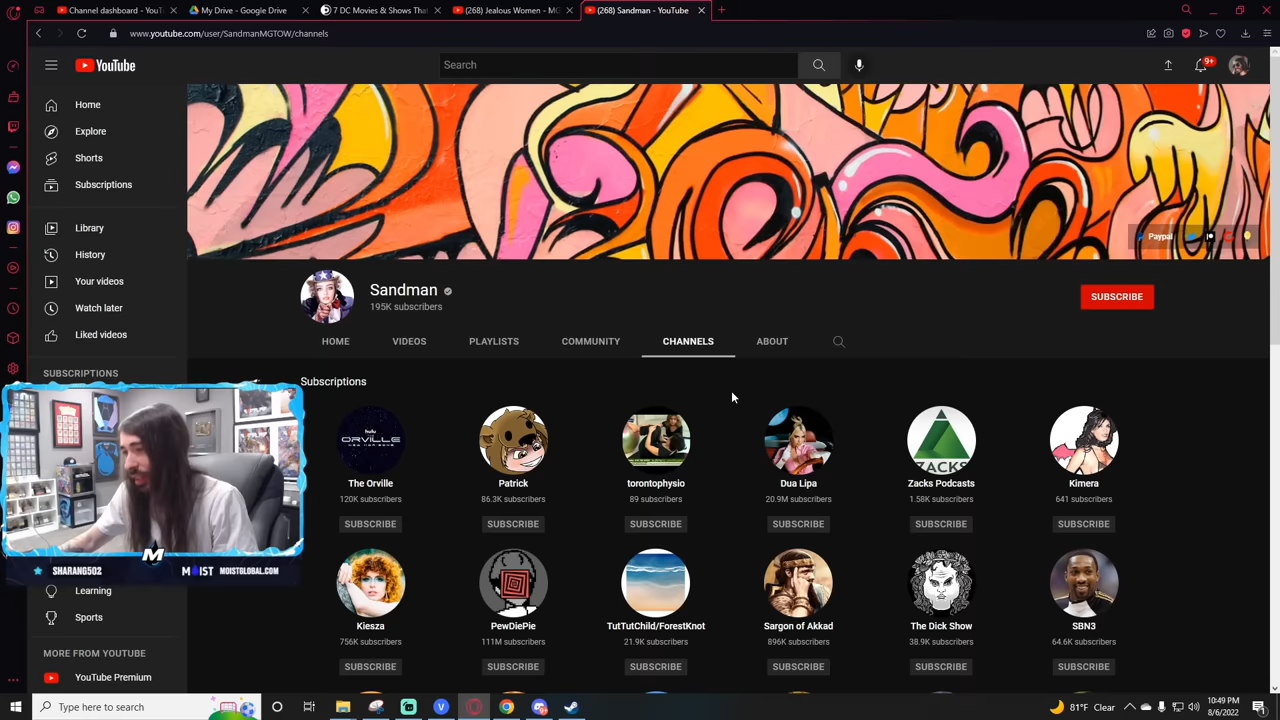 Channel dashboard - YouT
My Drive - Google Drive
7 DC Movies & Shows That
(268) Jealous Women - MG
(268) Sandman - YouTube
www.youtube.com/user/SandmanMGTOW/channels
YouTube
Search
9+
Home
Explore
Shorts
Subscriptions
Library
History
Your videos
Watch later
Liked videos
SUBSCRIPTIONS
Paypal
Sandman
195K subscribers
SUBSCRIBE
HOME VIDEOS PLAYLISTS COMMUNITY CHANNELS ABOUT
Subscriptions
hulu
ORVILLE
ZACKS
The Orville Patrick torontophysio Dua Lipa Zacks Podcasts Kimera
120K subscribers 86.3K subscribers 89 subscribers 20.9M subscribers 1.58K subscribers 641 subscribers
SUBSCRIBE SUBSCRIBE SUBSCRIBE SUBSCRIBE SUBSCRIBE SUBSCRIBE
Kiesza PewDiePie TutTutChild/ForestKnot Sargon of Akkad The Dick Show SBN3
756K subscribers 111M subscribers 21.9K subscribers 896K subscribers 38.9K subscribers 64.6K subscribers
SUBSCRIBE SUBSCRIBE SUBSCRIBE SUBSCRIBE SUBSCRIBE SUBSCRIBE
M
SHARANG502 MOIST MOISTGLOBAL.COM
Learning
Sports
MORE FROM YOUTUBE
YouTube Premium
Type here to search
81°F Clear
10:49 PM
8/6/2022